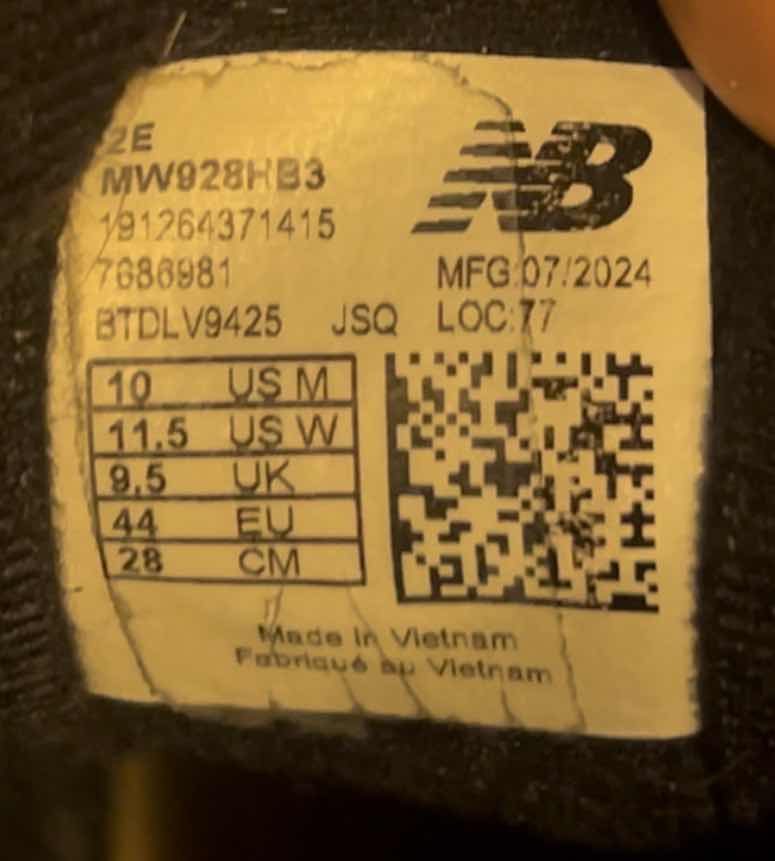 2E
MW928HB3
191264371415
7686981
BTDLV9425 JSQ
NB
MFG:07/2024
LOC:77
10 US M
11.5 US W
9.5 UK
44 EU
28 CM
Made in Vietnam
Fabriqué au Vietnam